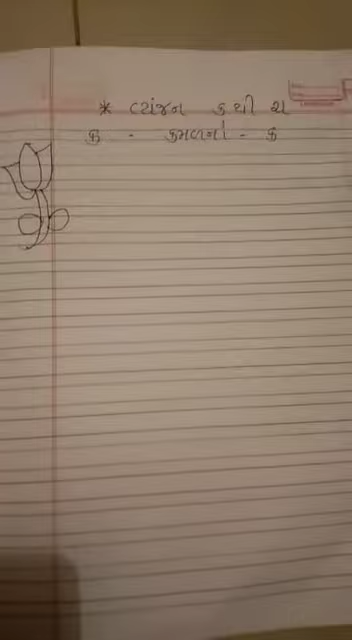 * વ્યંજન ક થી ય
ક - કમળનો - ક